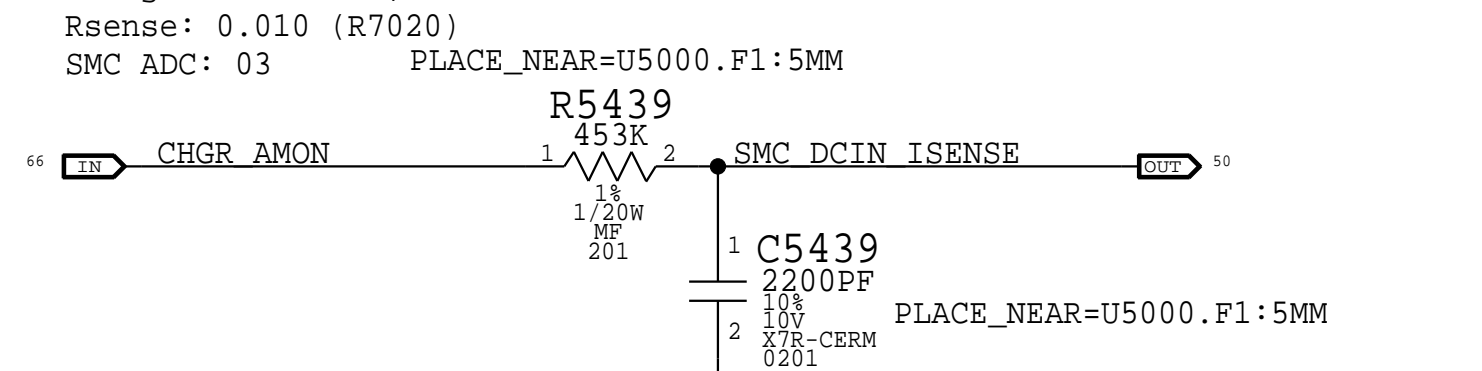 Rsense: 0.010 (R7020)
SMC ADC: 03
PLACE_NEAR=U5000.F1:5MM
R5439
453K
66
IN
CHGR_AMON
1
2
SMC_DCIN_ISENSE
OUT
50
1%
1/20W
MF
201
1
C5439
2200PF
10%
10V
PLACE_NEAR=U5000.F1:5MM
2
X7R-CERM
0201